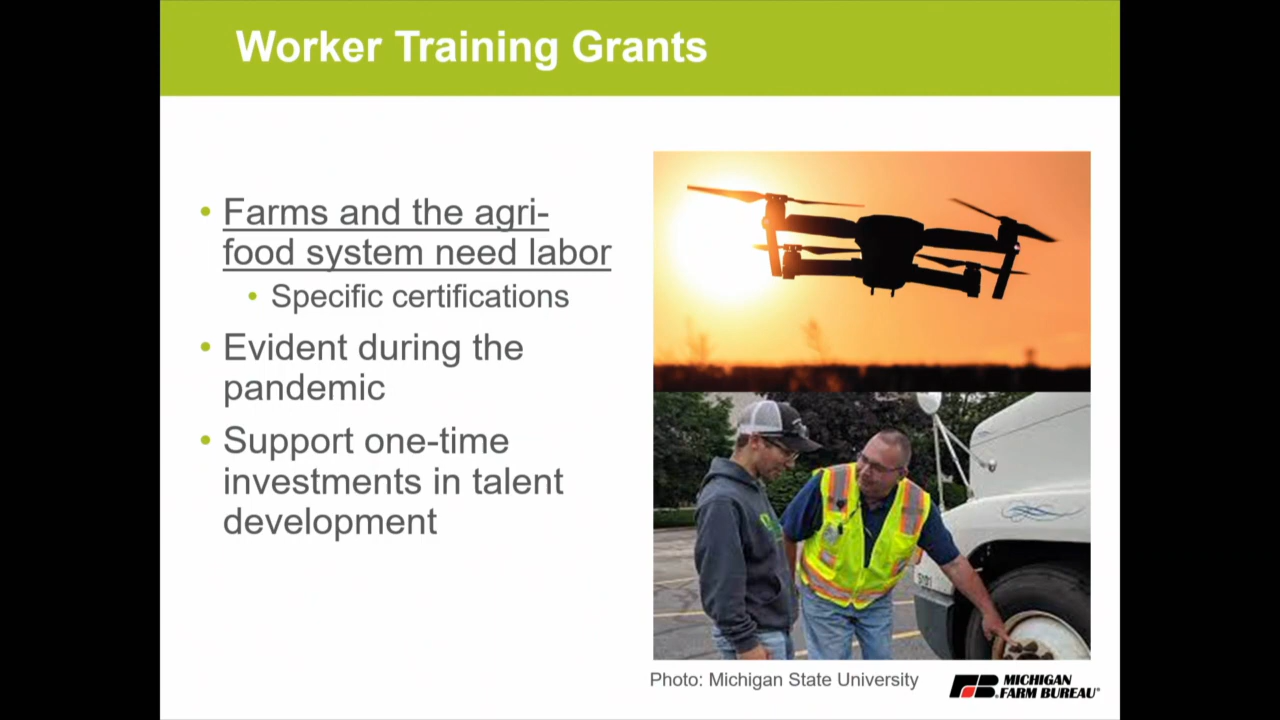 Worker Training Grants
• Farms and the agri-
food system need labor
• Specific certifications
• Evident during the
pandemic
• Support one-time
investments in talent
development
Photo: Michigan State University
FB MICHIGAN
FARM BUREAU®